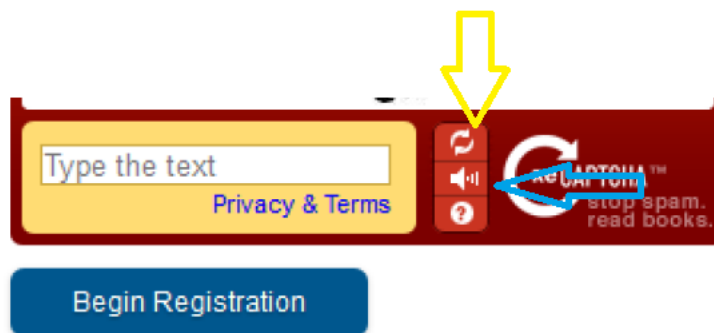 Type the text
Privacy & Terms
reCAPTCHA™
stop spam.
read books.
Begin Registration